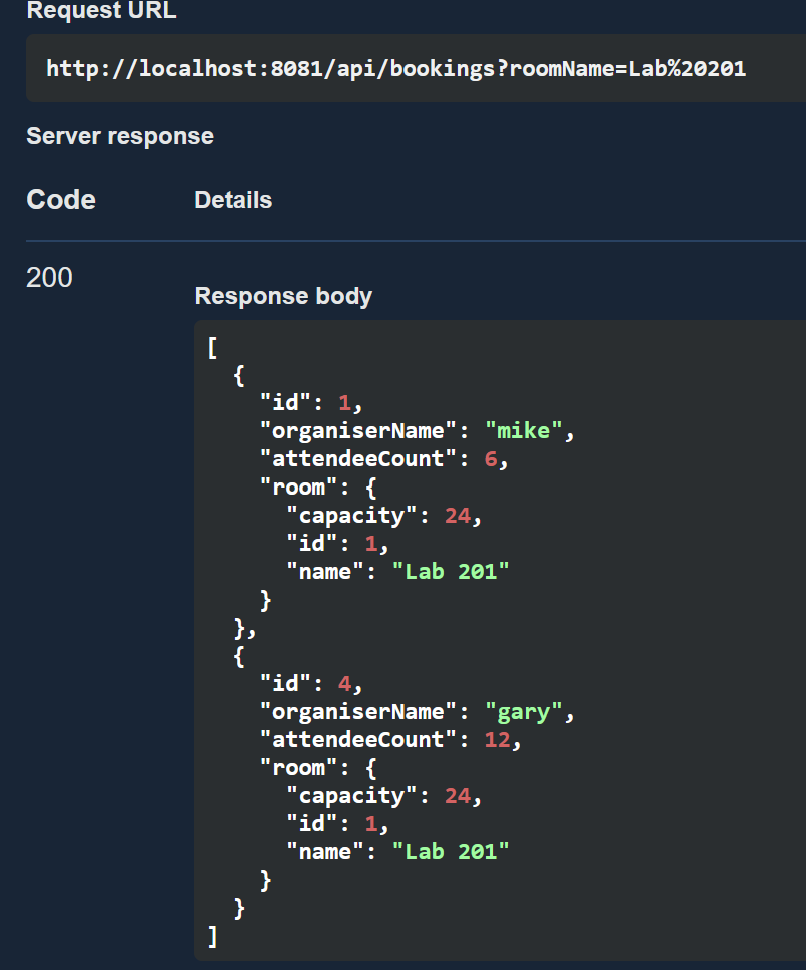 Request URL
http://localhost:8081/api/bookings?roomName=Lab%20201
Server response
Code Details
200
Response body
[
  {
    "id": 1,
    "organiserName": "mike",
    "attendeeCount": 6,
    "room": {
      "capacity": 24,
      "id": 1,
      "name": "Lab 201"
    }
  },
  {
    "id": 4,
    "organiserName": "gary",
    "attendeeCount": 12,
    "room": {
      "capacity": 24,
      "id": 1,
      "name": "Lab 201"
    }
  }
]